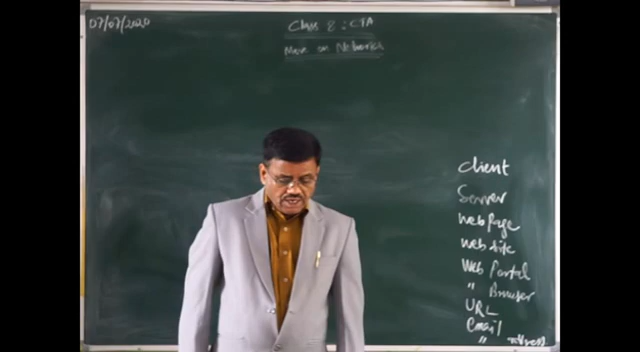 07/07/2020
Class 8 : CTA
More on Networks
Client
Server
Web Page
Web site
Web Portal
" Browser
URL
Email
" address